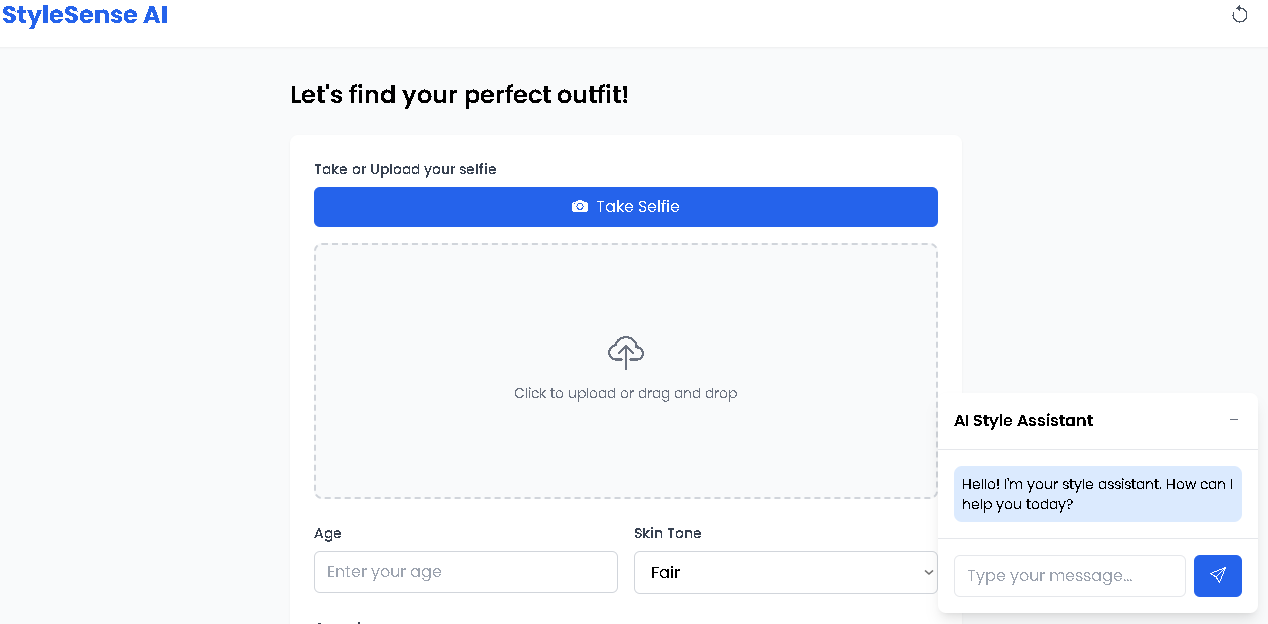 StyleSense AI
Let's find your perfect outfit!
Take or Upload your selfie
Take Selfie
Click to upload or drag and drop
Age
Skin Tone
Enter your age
Fair
AI Style Assistant
Hello! I'm your style assistant. How can I
help you today?
Type your message...